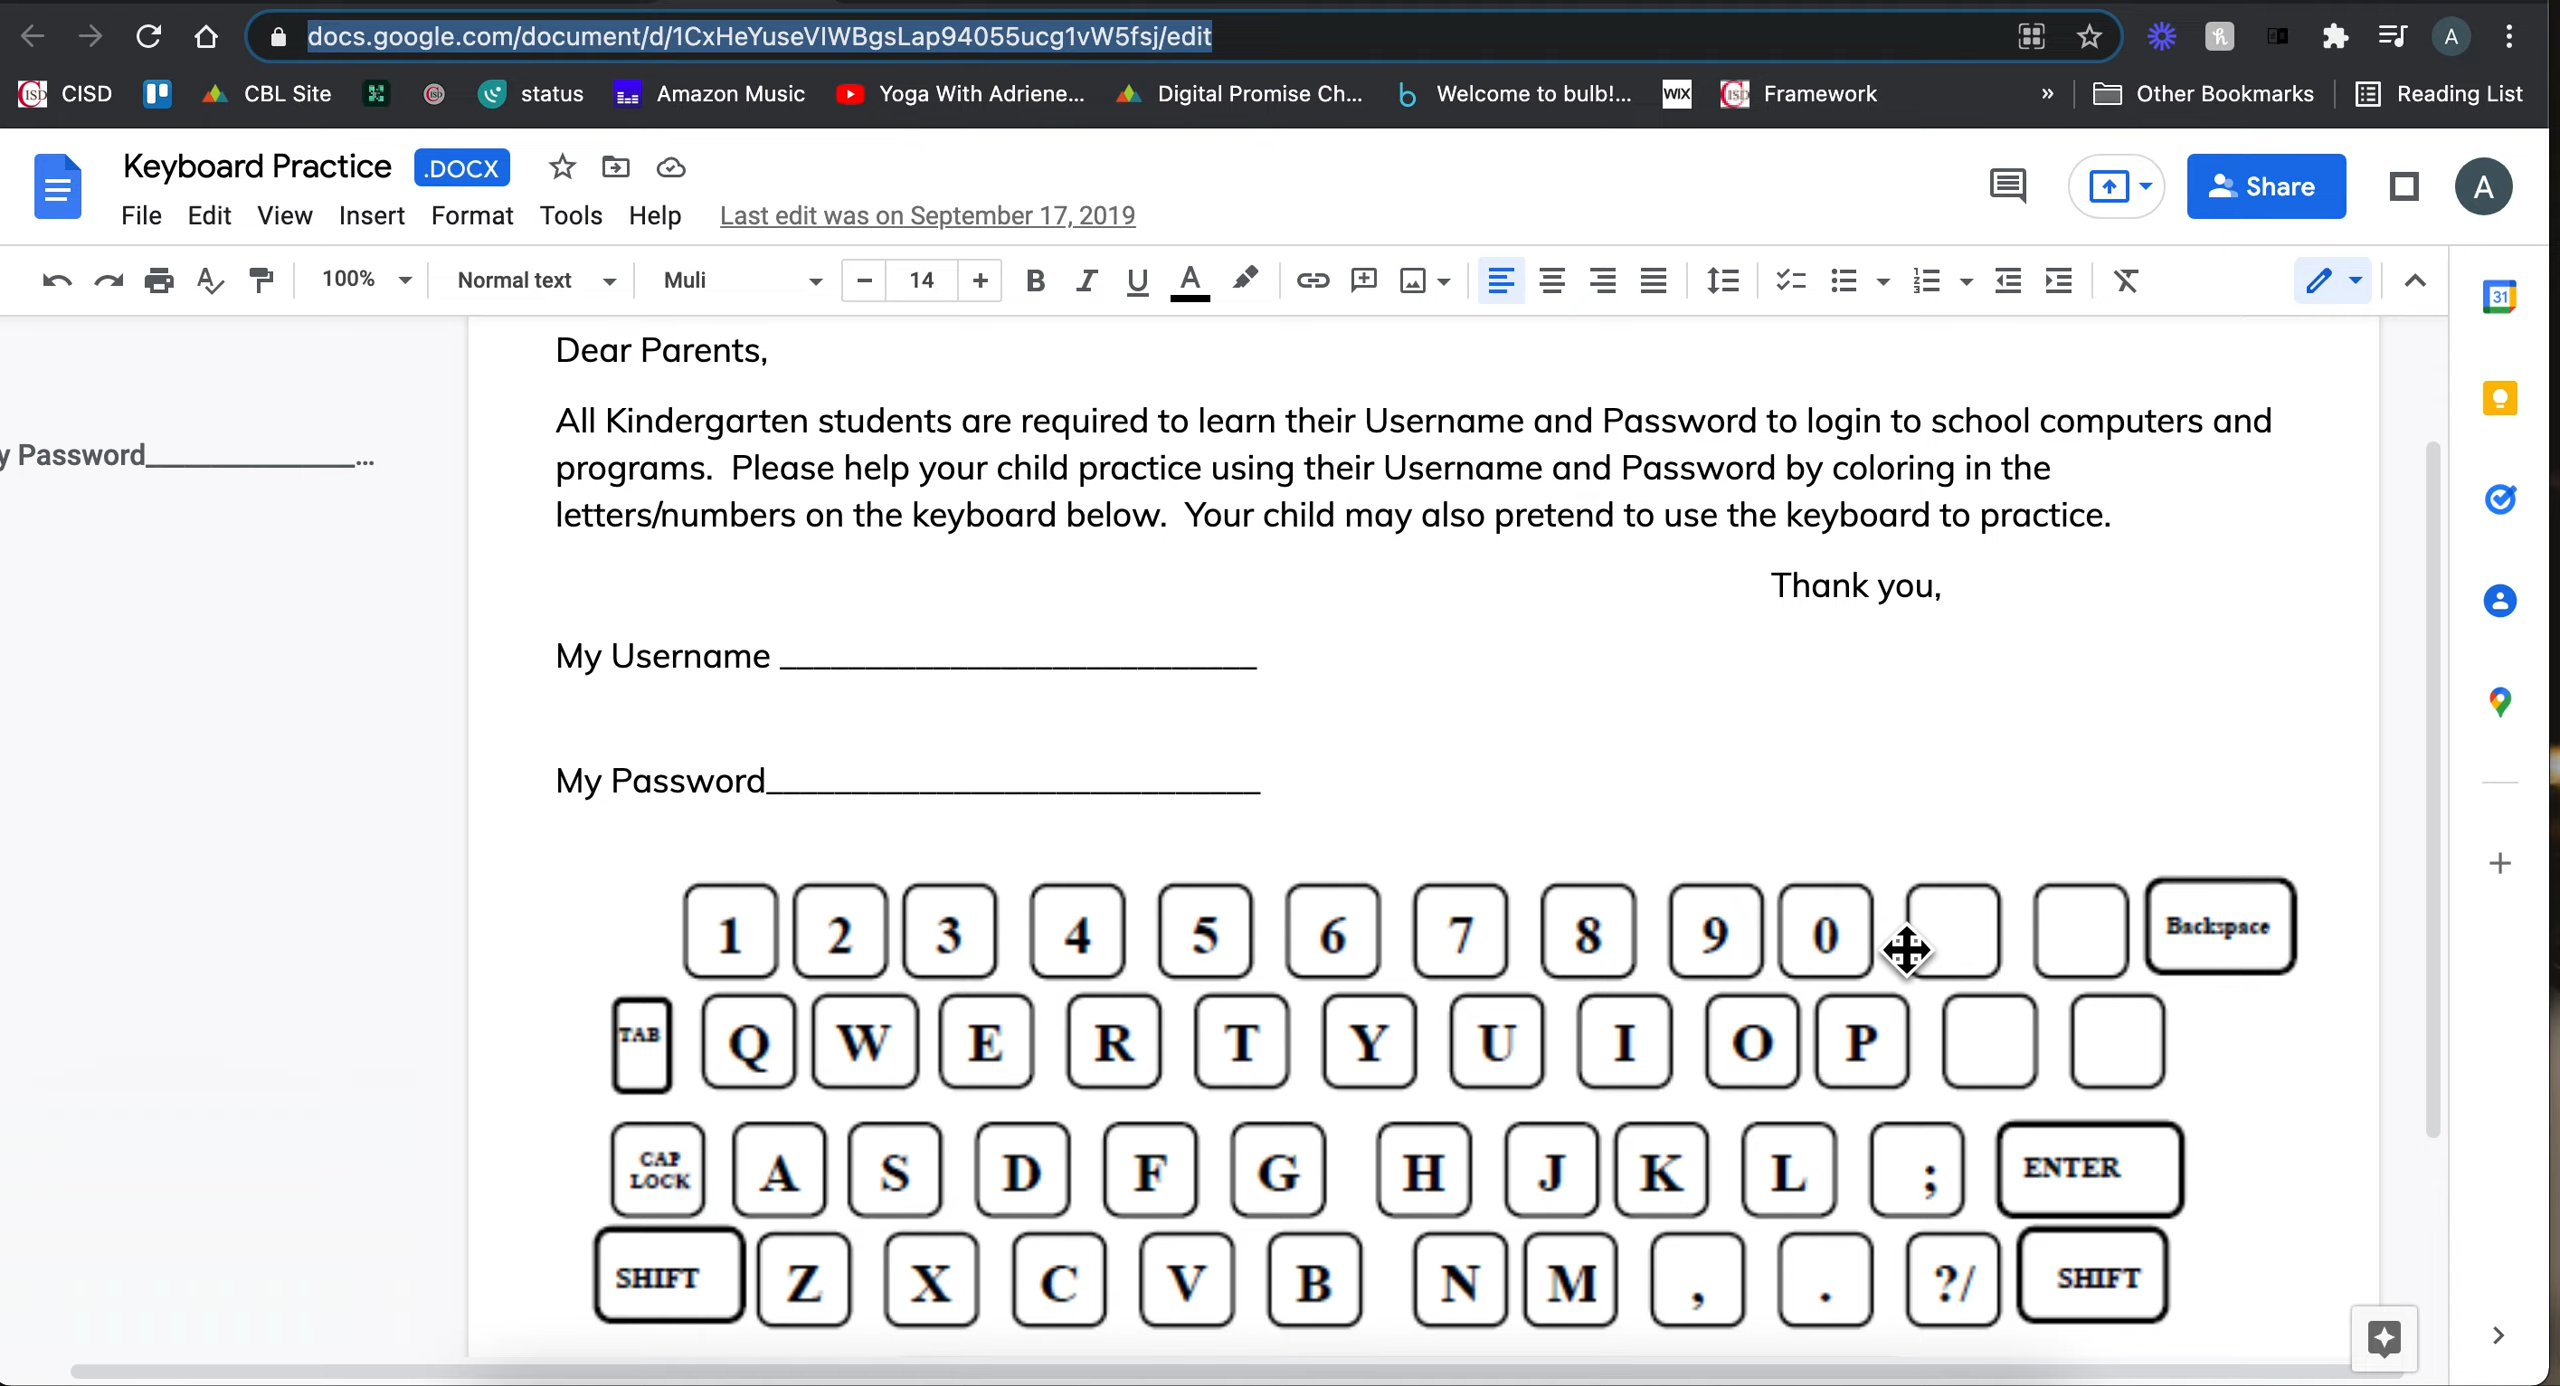 docs.google.com/document/d/1CxHeYuseVIWBgsLap94055ucg1vW5fsj/edit
A
CISD CBL Site status Amazon Music Yoga With Adriene... Digital Promise Ch... Welcome to bulb!... WIX Framework » Other Bookmarks Reading List
Keyboard Practice .DOCX
File Edit View Insert Format Tools Help Last edit was on September 17, 2019
Share A
100% Normal text Muli − 14 + B I U A
31
y Password________________...
Dear Parents,
All Kindergarten students are required to learn their Username and Password to login to school computers and
programs.  Please help your child practice using their Username and Password by coloring in the
letters/numbers on the keyboard below.  Your child may also pretend to use the keyboard to practice.
Thank you,
My Username ____________________________
My Password_____________________________
1 2 3 4 5 6 7 8 9 0 Backspace
TAB Q W E R T Y U I O P
CAP LOCK A S D F G H J K L ; ENTER
SHIFT Z X C V B N M , . ?/ SHIFT